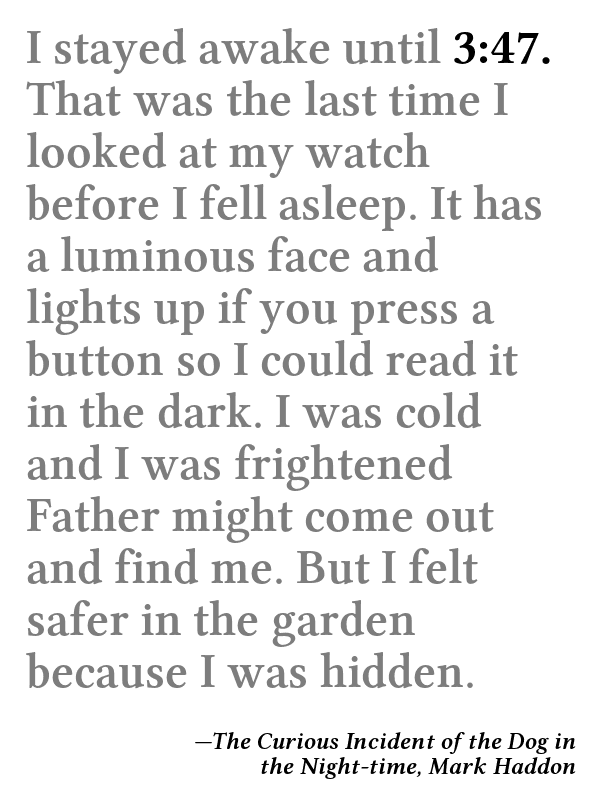 I stayed awake until 3:47.
That was the last time I
looked at my watch
before I fell asleep. It has
a luminous face and
lights up if you press a
button so I could read it
in the dark. I was cold
and I was frightened
Father might come out
and find me. But I felt
safer in the garden
because I was hidden.
—The Curious Incident of the Dog in
the Night-time, Mark Haddon